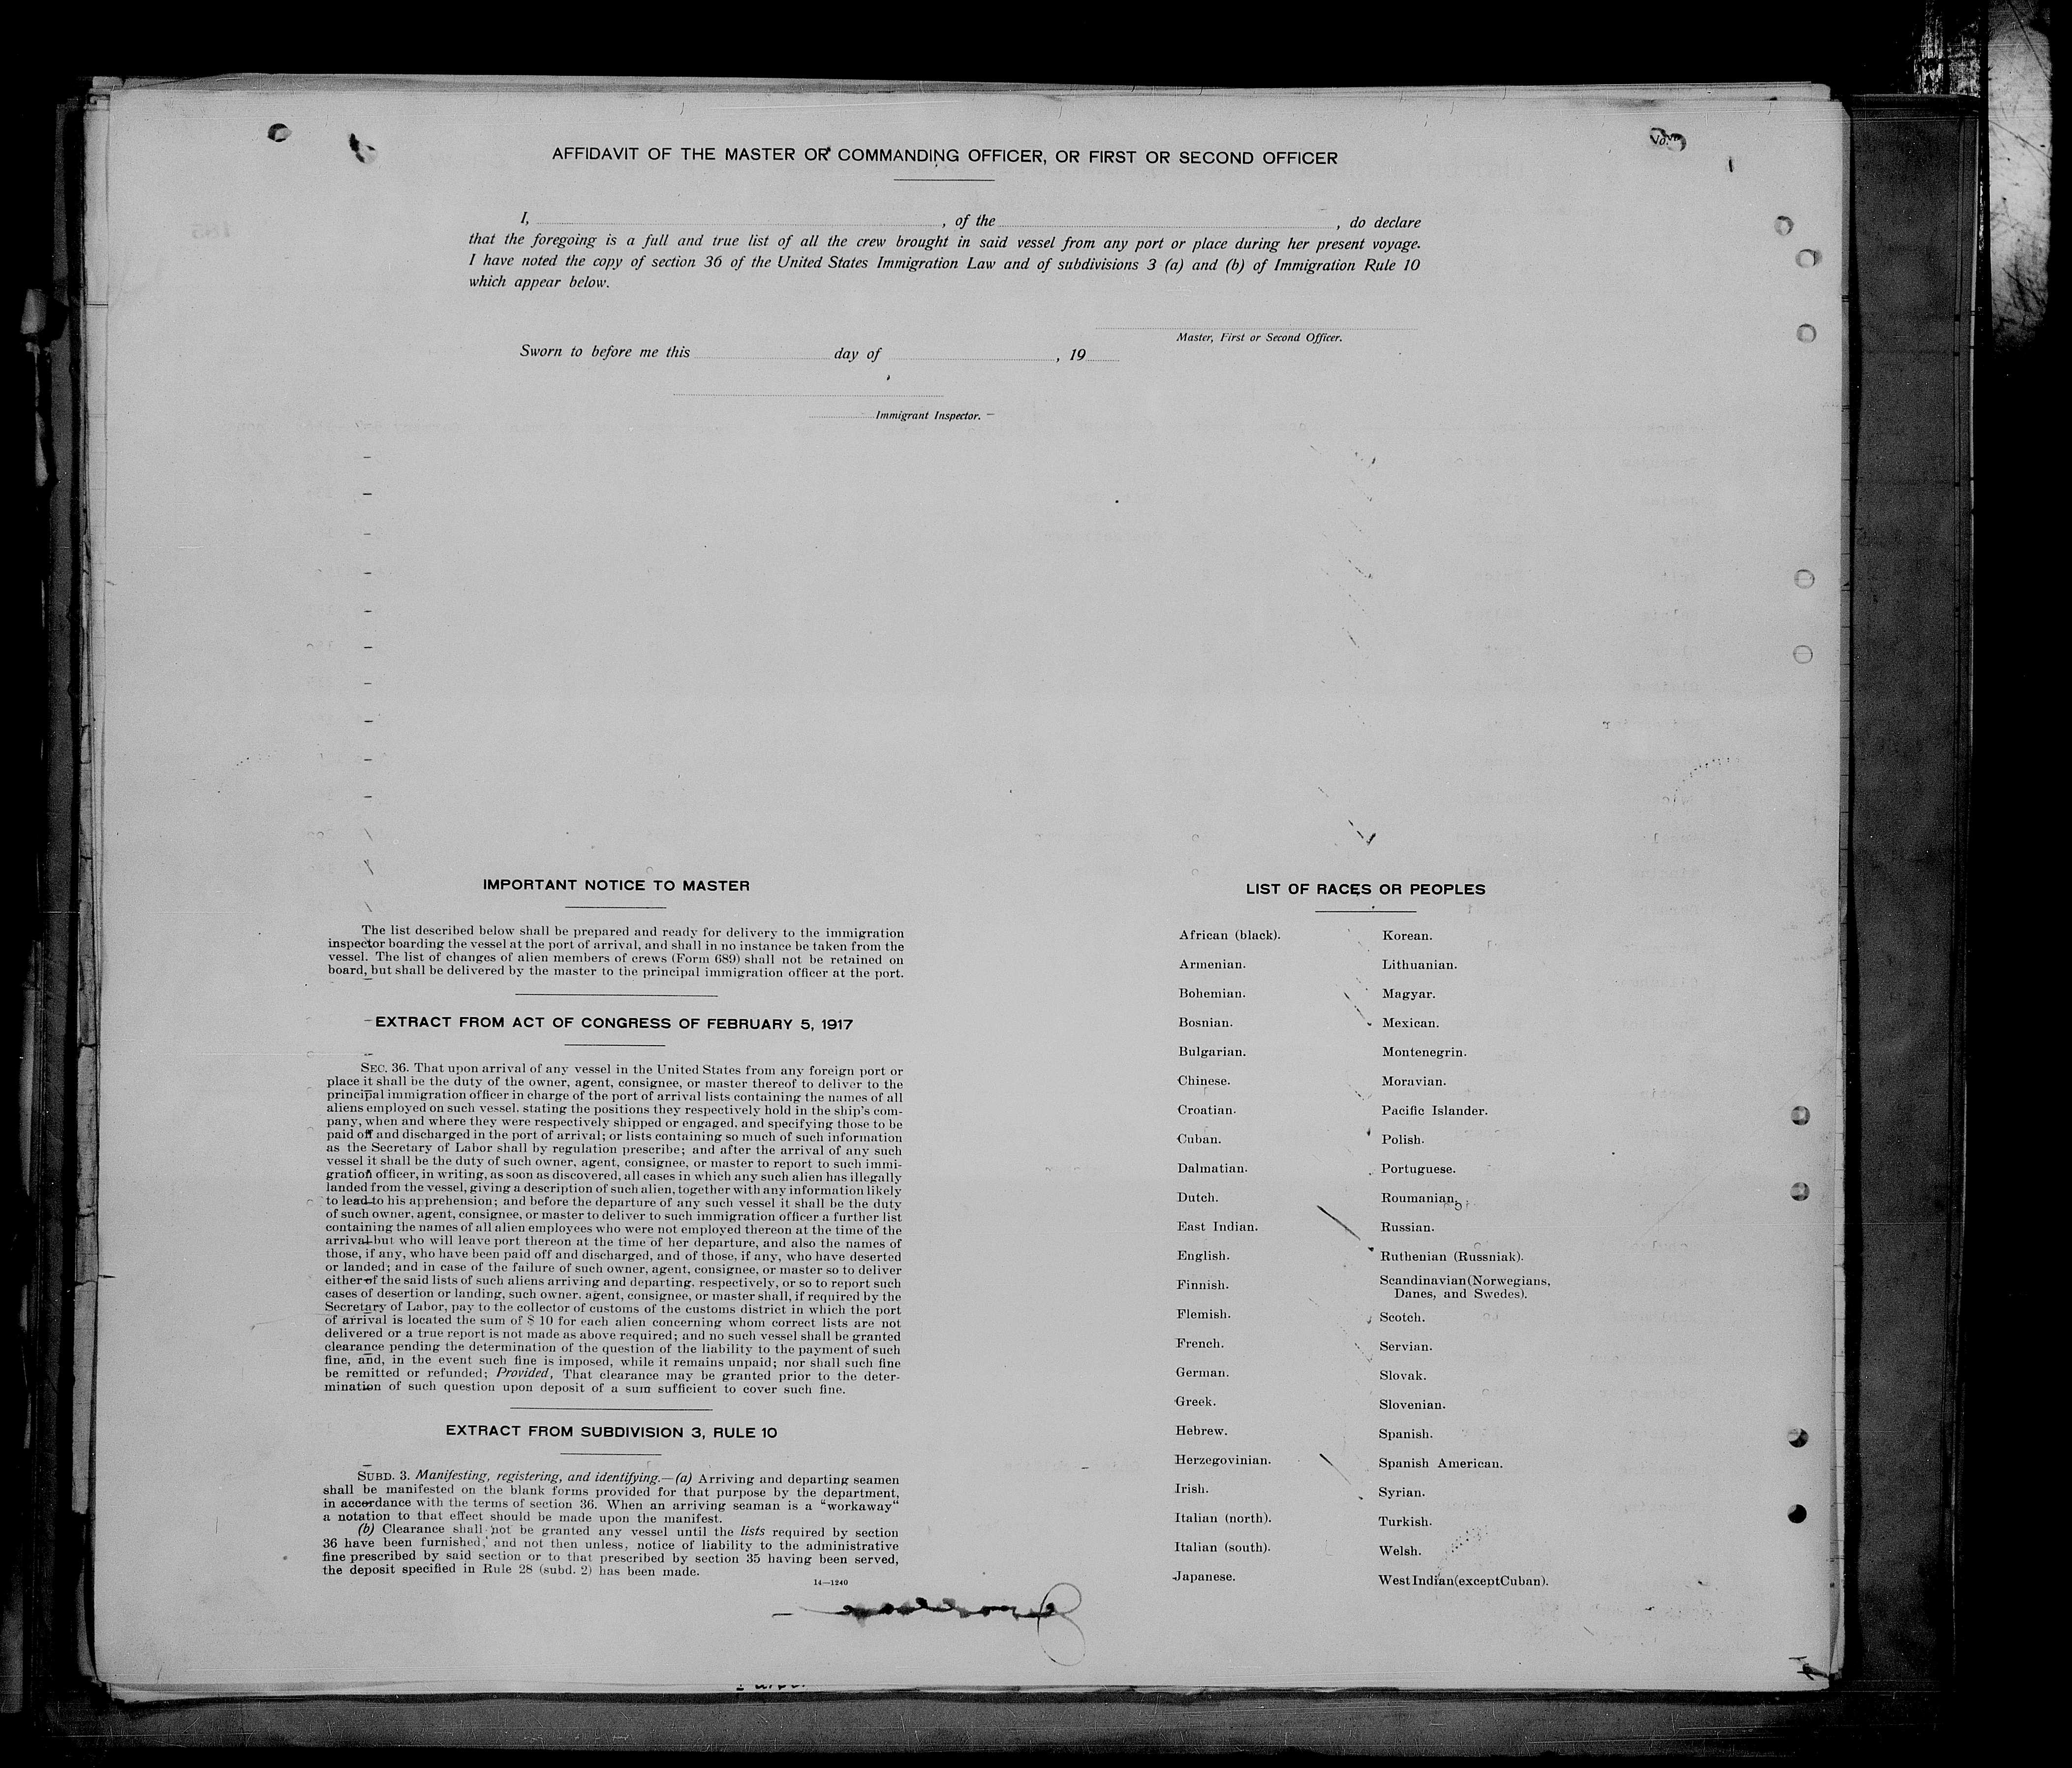 AFFIDAVIT OF THE MASTER OR COMMANDING OFFICER, OR FIRST OR SECOND OFFICER
I, , of the , do declare
that the foregoing is a full and true list of all the crew brought in said vessel from any port or place during her present voyage.
I have noted the copy of section 36 of the United States Immigration Law and of subdivisions 3 (a) and (b) of Immigration Rule 10
which appear below.
Master, First or Second Officer.
Sworn to before me this day of , 19
Immigrant Inspector.
IMPORTANT NOTICE TO MASTER
The list described below shall be prepared and ready for delivery to the immigration
inspector boarding the vessel at the port of arrival, and shall in no instance be taken from the
vessel. The list of changes of alien members of crews (Form 689) shall not be retained on
board, but shall be delivered by the master to the principal immigration officer at the port.
EXTRACT FROM ACT OF CONGRESS OF FEBRUARY 5, 1917
SEC. 36. That upon arrival of any vessel in the United States from any foreign port or
place it shall be the duty of the owner, agent, consignee, or master thereof to deliver to the
principal immigration officer in charge of the port of arrival lists containing the names of all
aliens employed on such vessel, stating the positions they respectively hold in the ship's com-
pany, when and where they were respectively shipped or engaged, and specifying those to be
paid off and discharged in the port of arrival; or lists containing so much of such information
as the Secretary of Labor shall by regulation prescribe; and after the arrival of any such
vessel it shall be the duty of such owner, agent, consignee, or master to report to such immi-
gration officer, in writing, as soon as discovered, all cases in which any such alien has illegally
landed from the vessel, giving a description of such alien, together with any information likely
to lead to his apprehension; and before the departure of any such vessel it shall be the duty
of such owner, agent, consignee, or master to deliver to such immigration officer a further list
containing the names of all alien employees who were not employed thereon at the time of the
arrival but who will leave port thereon at the time of her departure, and also the names of
those, if any, who have been paid off and discharged, and of those, if any, who have deserted
or landed; and in case of the failure of such owner, agent, consignee, or master so to deliver
either of the said lists of such aliens arriving and departing, respectively, or so to report such
cases of desertion or landing, such owner, agent, consignee, or master shall, if required by the
Secretary of Labor, pay to the collector of customs of the customs district in which the port
of arrival is located the sum of $ 10 for each alien concerning whom correct lists are not
delivered or a true report is not made as above required; and no such vessel shall be granted
clearance pending the determination of the question of the liability to the payment of such
fine, and, in the event such fine is imposed, while it remains unpaid; nor shall such fine
be remitted or refunded; Provided, That clearance may be granted prior to the deter-
mination of such question upon deposit of a sum sufficient to cover such fine.
EXTRACT FROM SUBDIVISION 3, RULE 10
SUBD. 3. Manifesting, registering, and identifying.—(a) Arriving and departing seamen
shall be manifested on the blank forms provided for that purpose by the department,
in accordance with the terms of section 36. When an arriving seaman is a "workaway"
a notation to that effect should be made upon the manifest.
(b) Clearance shall not be granted any vessel until the lists required by section
36 have been furnished, and not then unless, notice of liability to the administrative
fine prescribed by said section or to that prescribed by section 35 having been served,
the deposit specified in Rule 28 (subd. 2) has been made.
14—1240
LIST OF RACES OR PEOPLES
African (black).
Armenian.
Bohemian.
Bosnian.
Bulgarian.
Chinese.
Croatian.
Cuban.
Dalmatian.
Dutch.
East Indian.
English.
Finnish.
Flemish.
French.
German.
Greek.
Hebrew.
Herzegovinian.
Irish.
Italian (north).
Italian (south).
Japanese.
Korean.
Lithuanian.
Magyar.
Mexican.
Montenegrin.
Moravian.
Pacific Islander.
Polish.
Portuguese.
Roumanian.
Russian.
Ruthenian (Russniak).
Scandinavian (Norwegians,
Danes, and Swedes).
Scotch.
Servian.
Slovak.
Slovenian.
Spanish.
Spanish American.
Syrian.
Turkish.
Welsh.
West Indian (except Cuban).